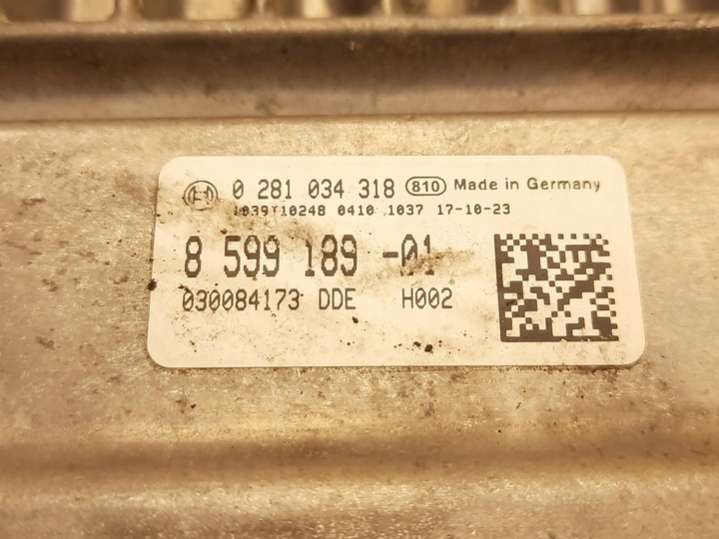 0 281 034 318 810 Made in Germany
1039T10248 0410 1037 17-10-23
8 599 189 -01
030084173 DDE H002